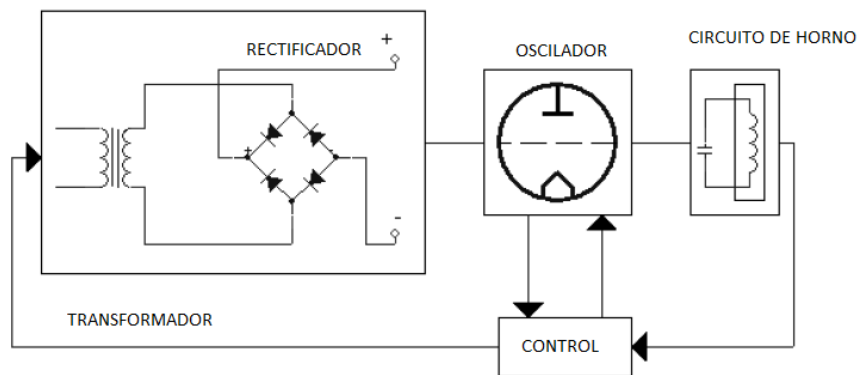 RECTIFICADOR
+
OSCILADOR
CIRCUITO DE HORNO
+
-
-
TRANSFORMADOR
CONTROL